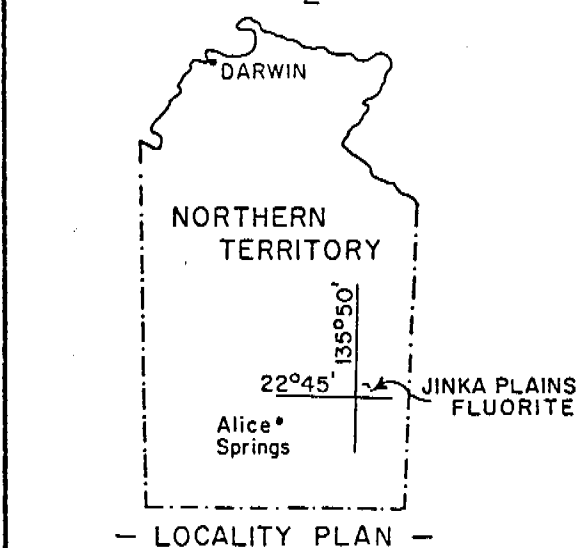 DARWIN
NORTHERN
TERRITORY
135°50'
22°45'
JINKA PLAINS
FLUORITE
Alice
Springs
— LOCALITY PLAN —